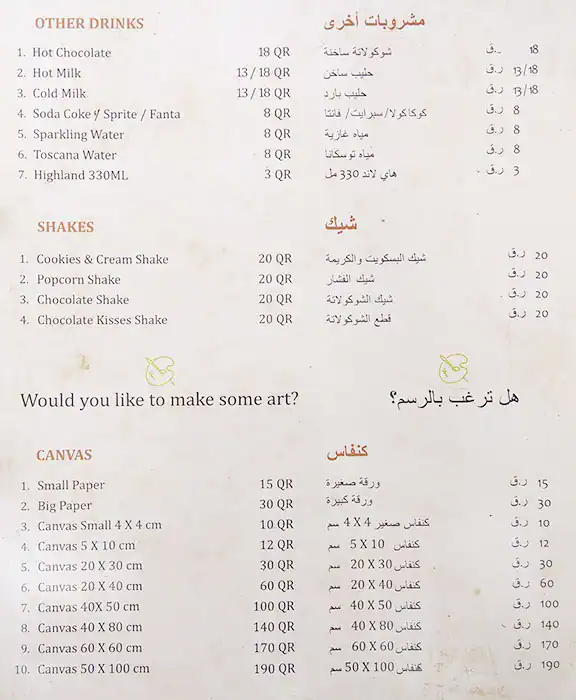 OTHER DRINKS
مشروبات أخرى
1. Hot Chocolate 18 QR
شوكولاتة ساخنة 18 ر.ق
2. Hot Milk 13 / 18 QR
حليب ساخن 13/18 ر.ق
3. Cold Milk 13 / 18 QR
حليب بارد 13/18 ر.ق
4. Soda Coke / Sprite / Fanta 8 QR
كوكاكولا/سبرايت/ فانتا 8 ر.ق
5. Sparkling Water 8 QR
مياه غازية 8 ر.ق
6. Toscana Water 8 QR
مياه توسكانا 8 ر.ق
7. Highland 330ML 3 QR
هاي لاند 330 مل 3 ر.ق
SHAKES
شيك
1. Cookies & Cream Shake 20 QR
شيك البسكويت والكريمة 20 ر.ق
2. Popcorn Shake 20 QR
شيك الفشار 20 ر.ق
3. Chocolate Shake 20 QR
شيك الشوكولاتة 20 ر.ق
4. Chocolate Kisses Shake 20 QR
قطع الشوكولاتة 20 ر.ق
Would you like to make some art?
هل ترغب بالرسم؟
CANVAS
كنفاس
1. Small Paper 15 QR
ورقة صغيرة 15 ر.ق
2. Big Paper 30 QR
ورقة كبيرة 30 ر.ق
3. Canvas Small 4 X 4 cm 10 QR
كنفاس صغير 4 X 4 سم 10 ر.ق
4. Canvas 5 X 10 cm 12 QR
كنفاس 10 X 5 سم 12 ر.ق
5. Canvas 20 X 30 cm 30 QR
كنفاس 30 X 20 سم 30 ر.ق
6. Canvas 20 X 40 cm 60 QR
كنفاس 40 X 20 سم 60 ر.ق
7. Canvas 40X 50 cm 100 QR
كنفاس 50 X 40 سم 100 ر.ق
8. Canvas 40 X 80 cm 140 QR
كنفاس 80 X 40 سم 140 ر.ق
9. Canvas 60 X 60 cm 170 QR
كنفاس 60 X 60 سم 170 ر.ق
10. Canvas 50 X 100 cm 190 QR
كنفاس 100 X 50 سم 190 ر.ق